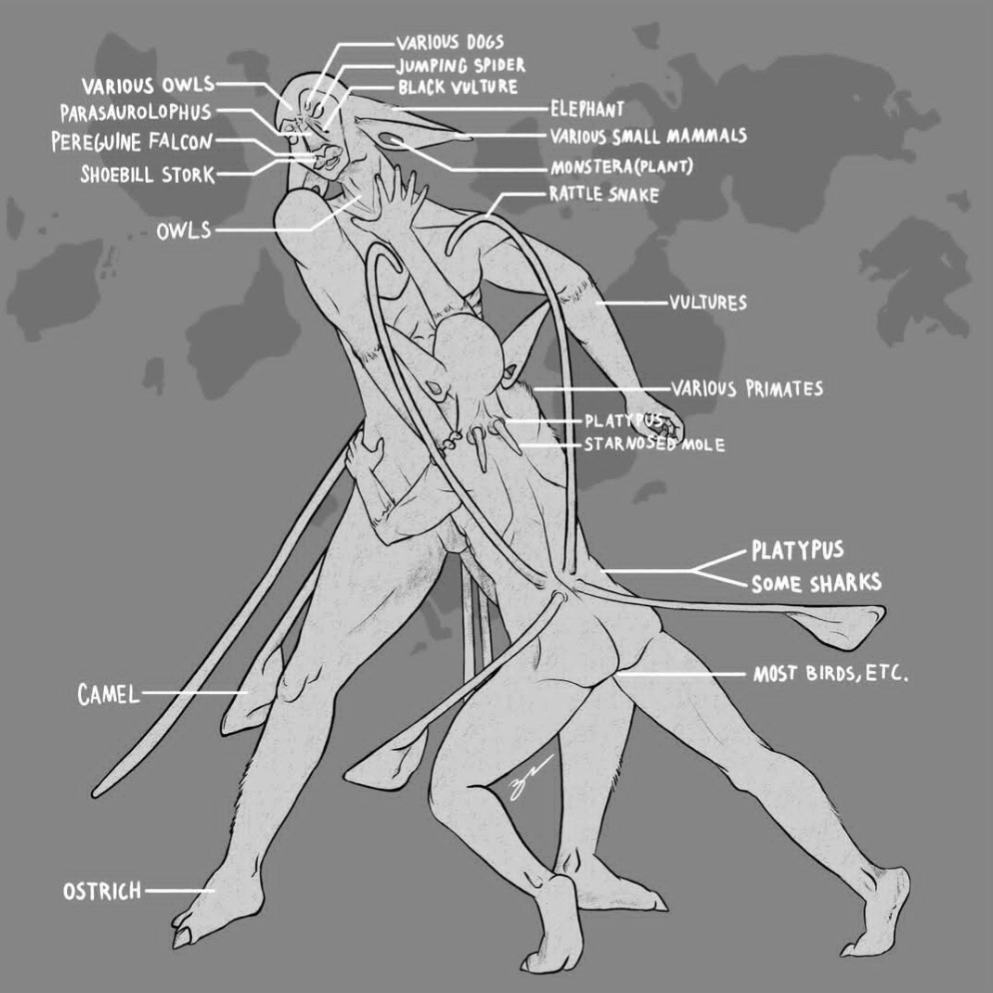 VARIOUS DOGS
JUMPING SPIDER
BLACK VULTURE
VARIOUS OWLS
PARASAUROLOPHUS
PEREGUINE FALCON
SHOEBILL STORK
OWLS
ELEPHANT
VARIOUS SMALL MAMMALS
MONSTERA(PLANT)
RATTLE SNAKE
VULTURES
VARIOUS PRIMATES
PLATYPUS
STARNOSED MOLE
PLATYPUS
SOME SHARKS
MOST BIRDS, ETC.
CAMEL
OSTRICH